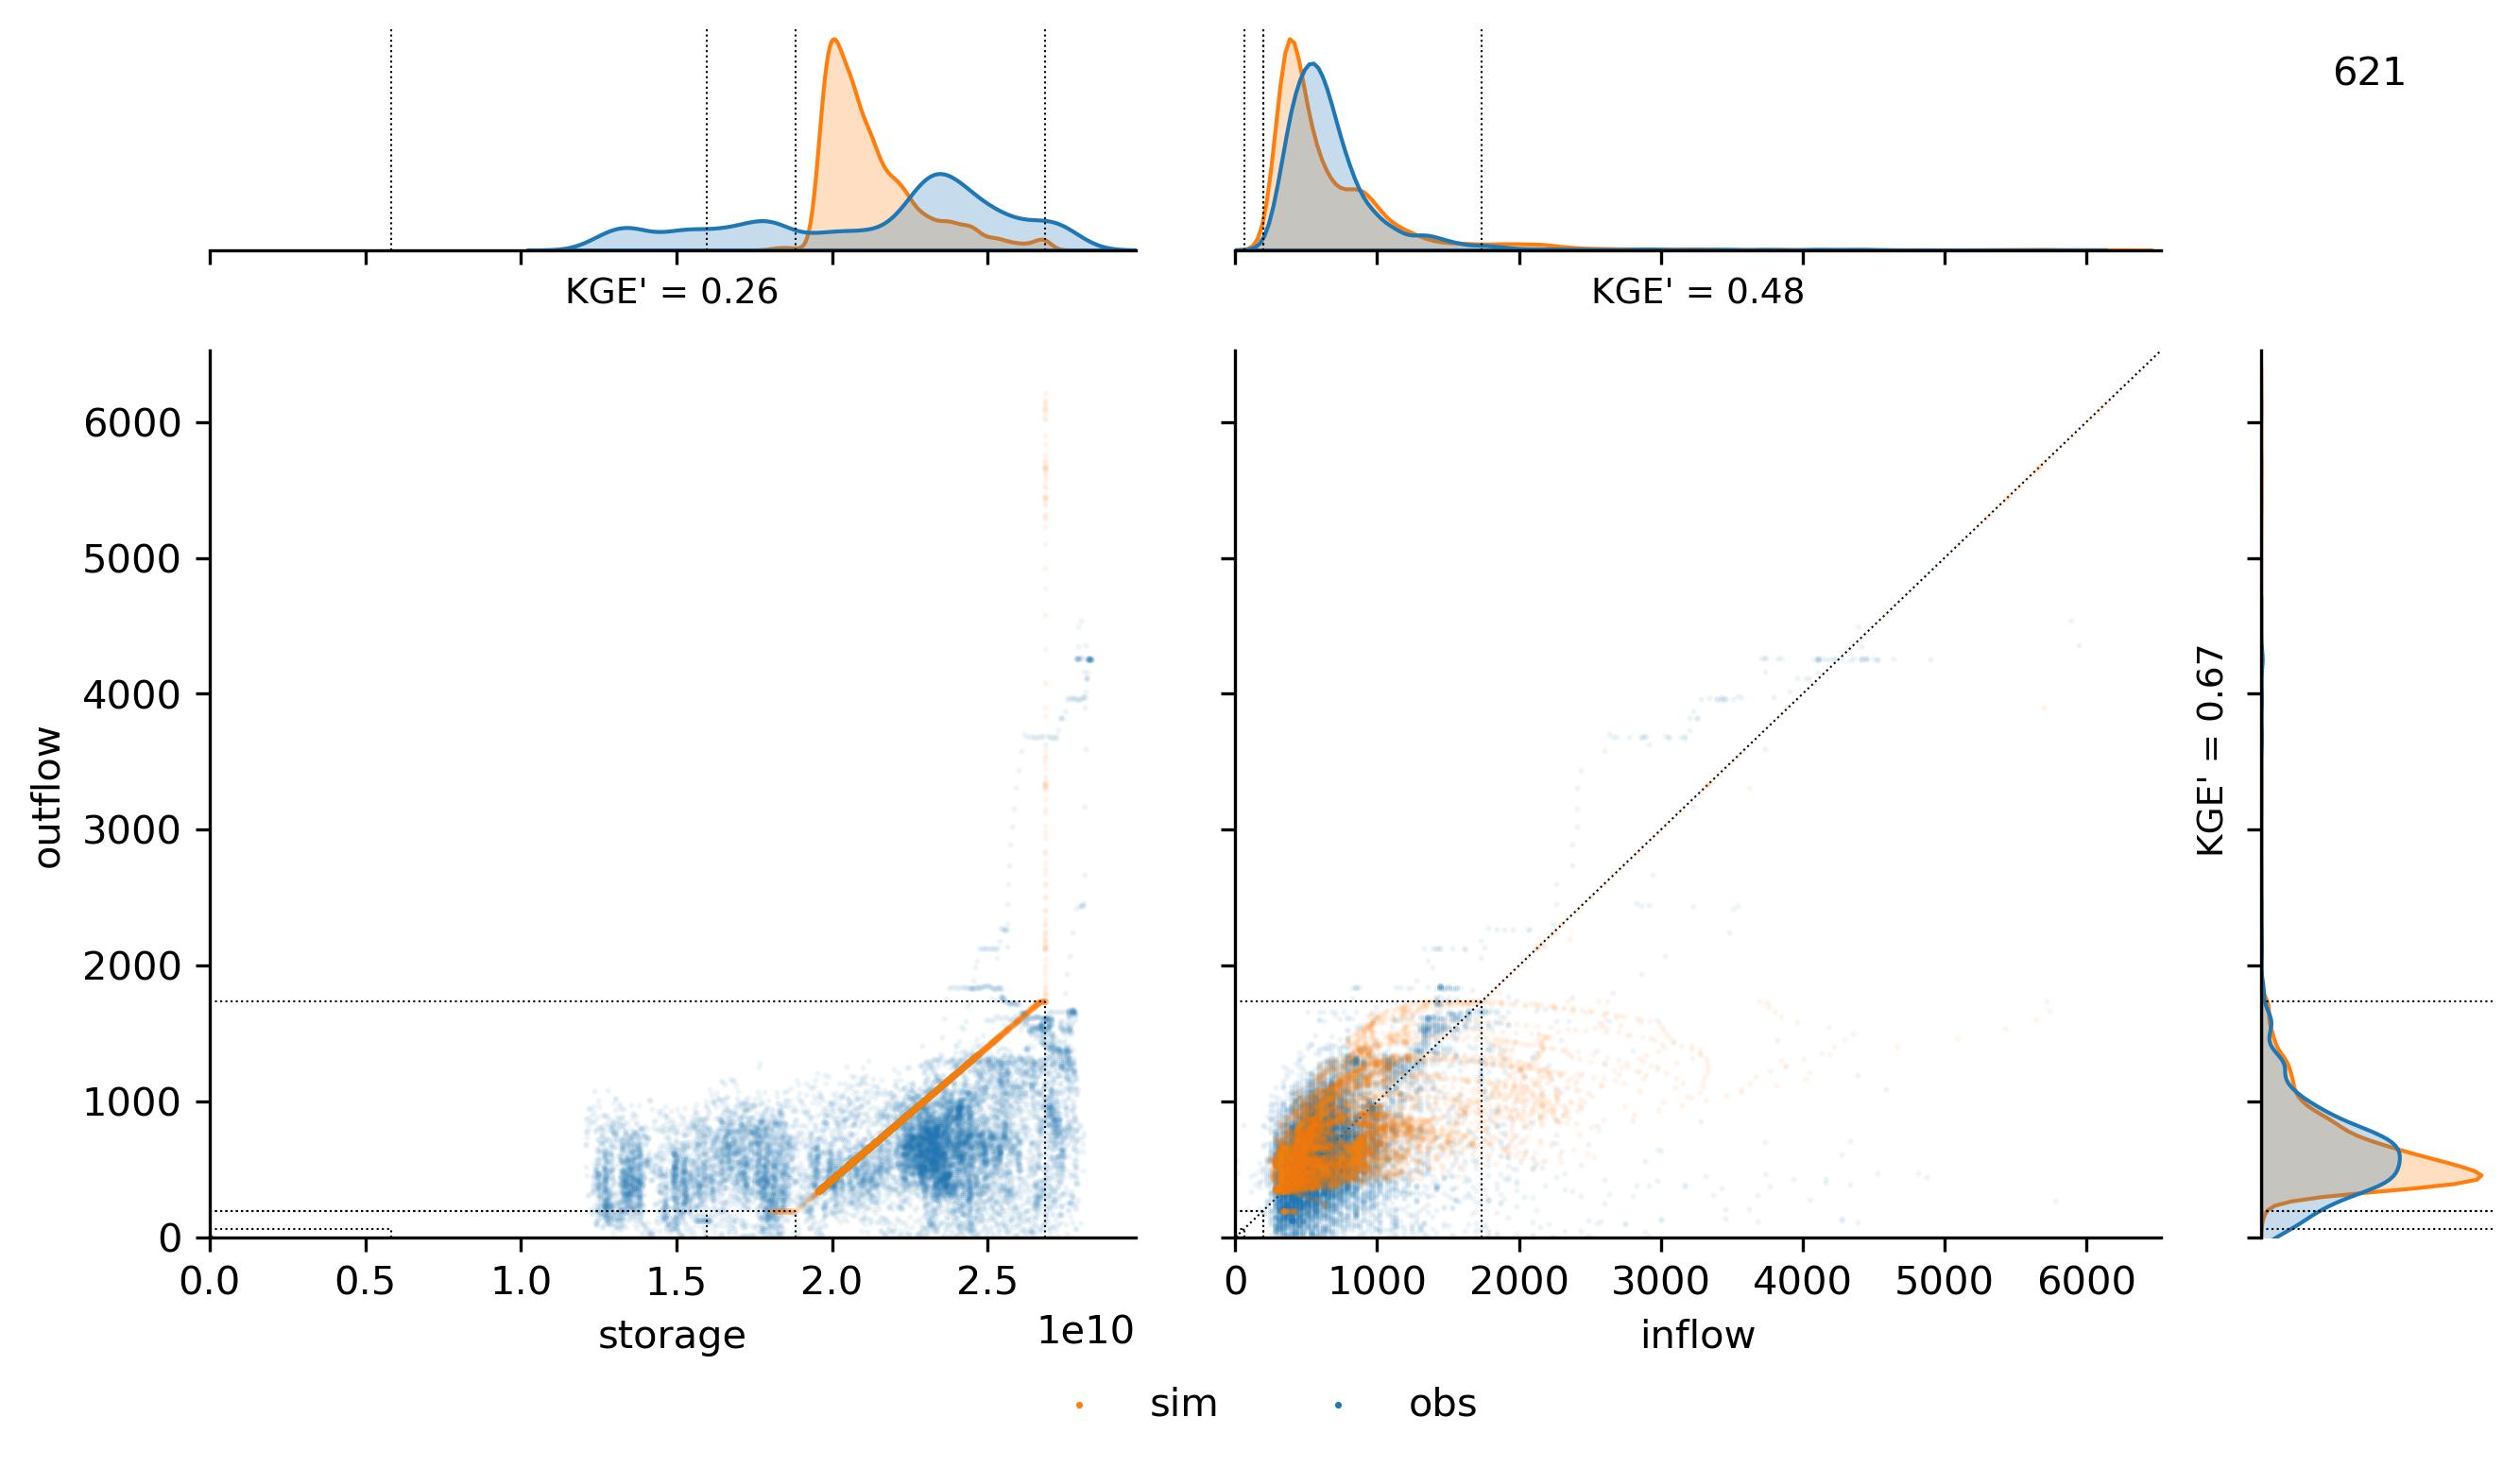 621
KGE' = 0.26
KGE' = 0.48
6000
5000
4000
3000
2000
1000
0
outflow
KGE' = 0.67
0.0 0.5 1.0 1.5 2.0 2.5
0 1000 2000 3000 4000 5000 6000
storage
1e10
inflow
sim obs